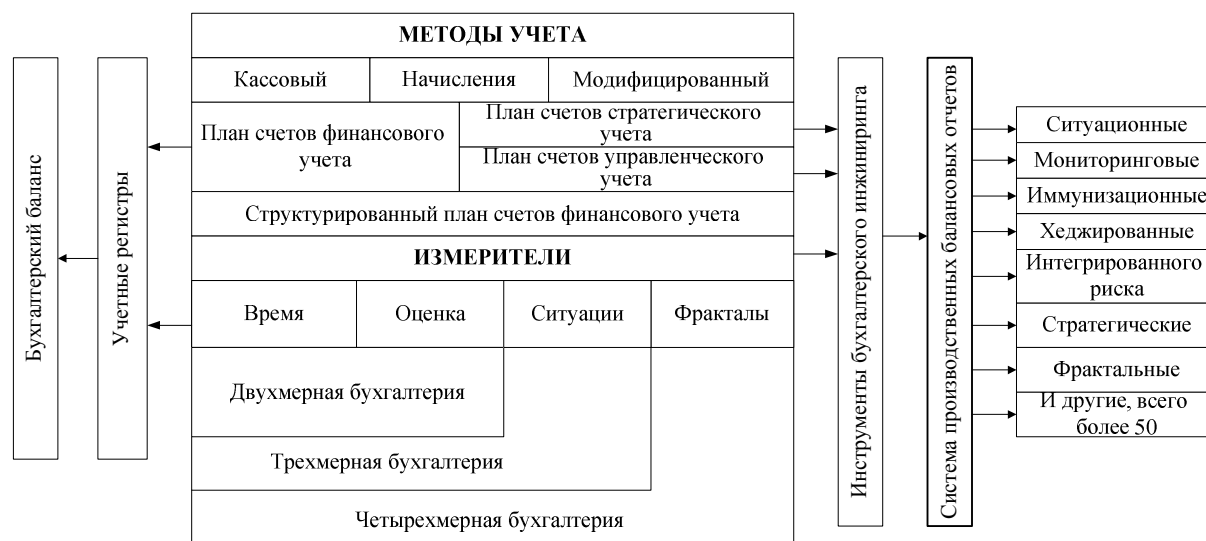 Бухгалтерский баланс
Учетные регистры
МЕТОДЫ УЧЕТА
Кассовый
Начисления
Модифицированный
План счетов финансового
учета
План счетов стратегического
учета
План счетов управленческого
учета
Структурированный план счетов финансового учета
ИЗМЕРИТЕЛИ
Время
Оценка
Ситуации
Фракталы
Двухмерная бухгалтерия
Трехмерная бухгалтерия
Четырехмерная бухгалтерия
Инструменты бухгалтерского инжиниринга
Система производственных балансовых отчетов
Ситуационные
Мониторинговые
Иммунизационные
Хеджированные
Интегрированного
риска
Стратегические
Фрактальные
И другие, всего
более 50